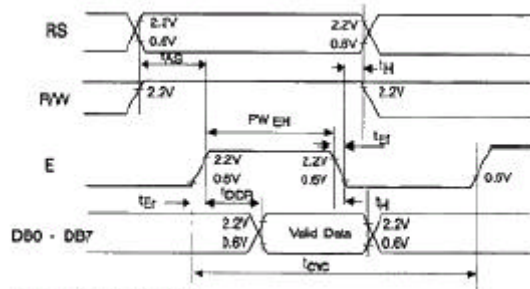 RS
2.2V
0.6V
2.2V
0.6V
tAS
tH
R/W
2.2V
2.2V
PW EH
tEf
E
2.2V
0.6V
2.2V
0.6V
0.6V
tEr
tDDR
tH
DB0 - DB7
2.2V
0.6V
Valid Data
2.2V
0.6V
tCYC